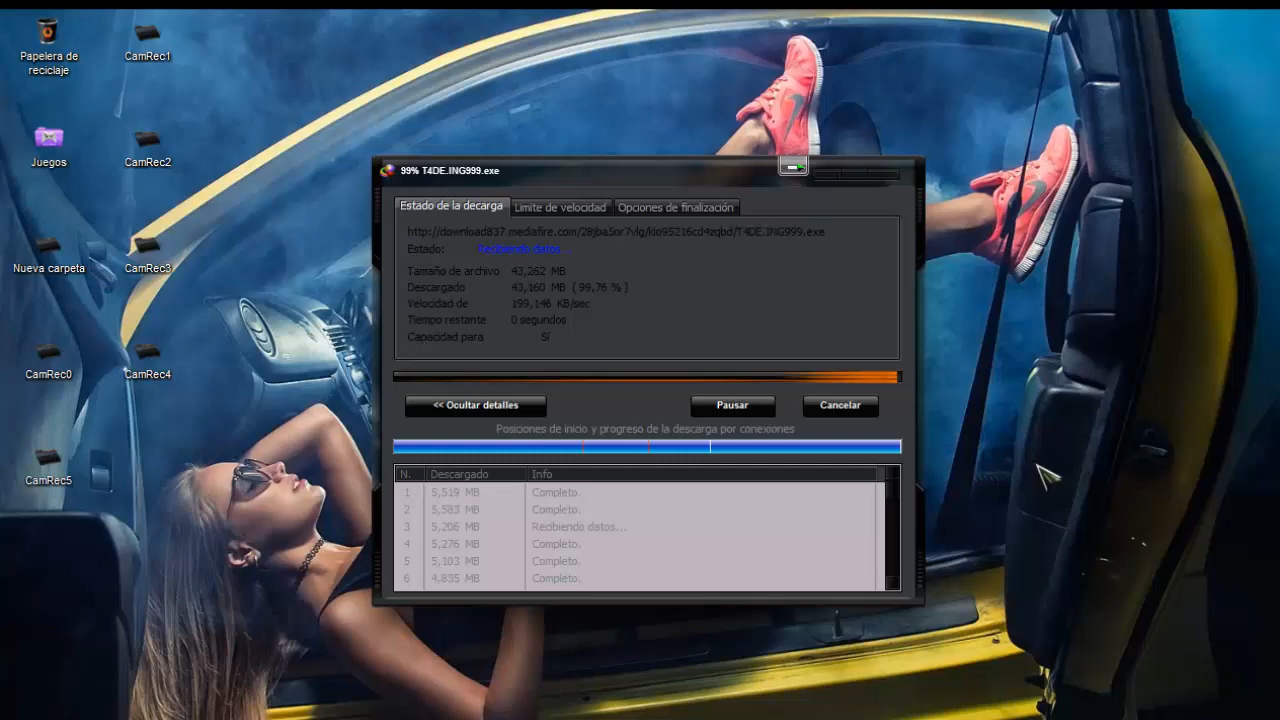 Papelera de
reciclaje
CamRec1
Juegos
CamRec2
Nueva carpeta
CamRec3
CamRec0
CamRec4
CamRec5
99% T4DE.ING999.exe
Estado de la decarga
Limite de velocidad
Opciones de finalización
Estado: Recibiendo datos...
Tamaño de archivo 43,262 MB
Descargado 43,160 MB ( 99,76 % )
Velocidad de 199,146 KB/sec
Tiempo restante 0 segundos
Capacidad para Sí
<< Ocultar detalles
Pausar
Cancelar
Posiciones de inicio y progreso de la descarga por conexiones
N. Descargado Info
1 5,519 MB Completo.
2 5,583 MB Completo.
3 5,206 MB Recibiendo datos...
4 5,276 MB Completo.
5 5,103 MB Completo.
6 4,835 MB Completo.